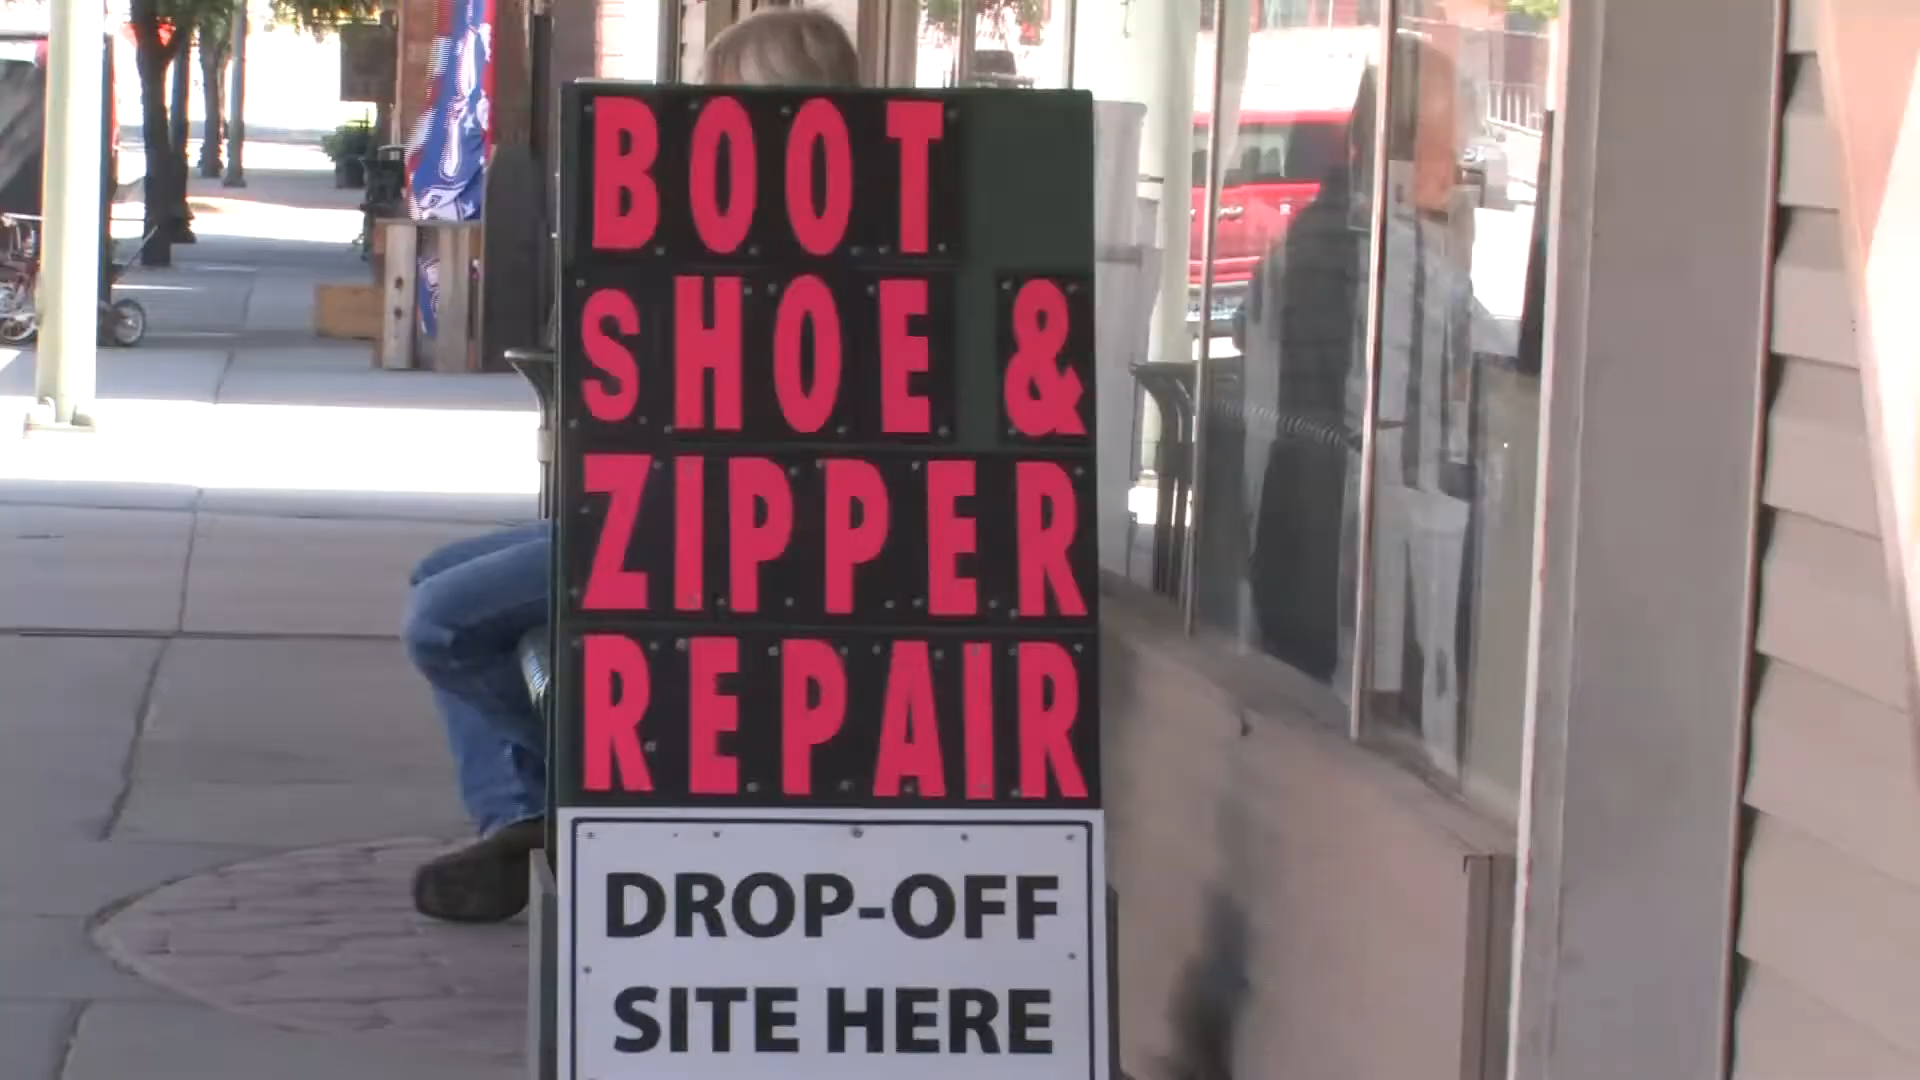 BOOT
SHOE &
ZIPPER
REPAIR
DROP-OFF
SITE HERE